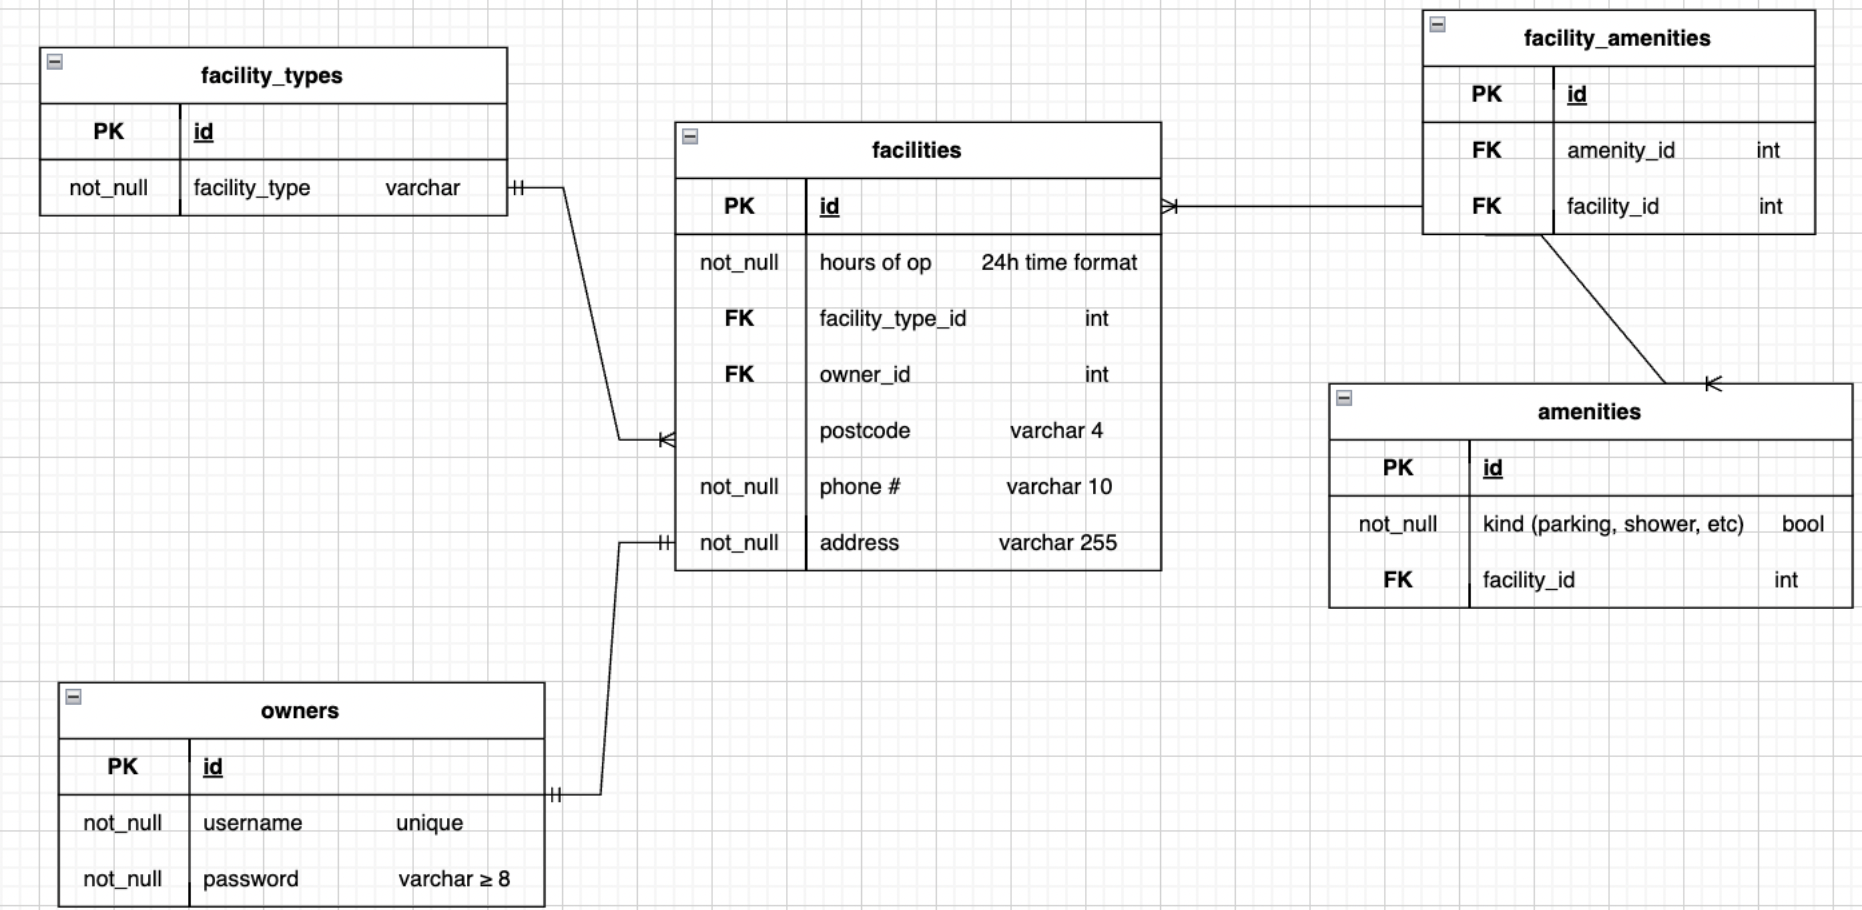 facility_types
PK id
not_null facility_type varchar
facilities
PK id
not_null hours of op 24h time format
FK facility_type_id int
FK owner_id int
postcode varchar 4
not_null phone # varchar 10
not_null address varchar 255
facility_amenities
PK id
FK amenity_id int
FK facility_id int
amenities
PK id
not_null kind (parking, shower, etc) bool
FK facility_id int
owners
PK id
not_null username unique
not_null password varchar ≥ 8